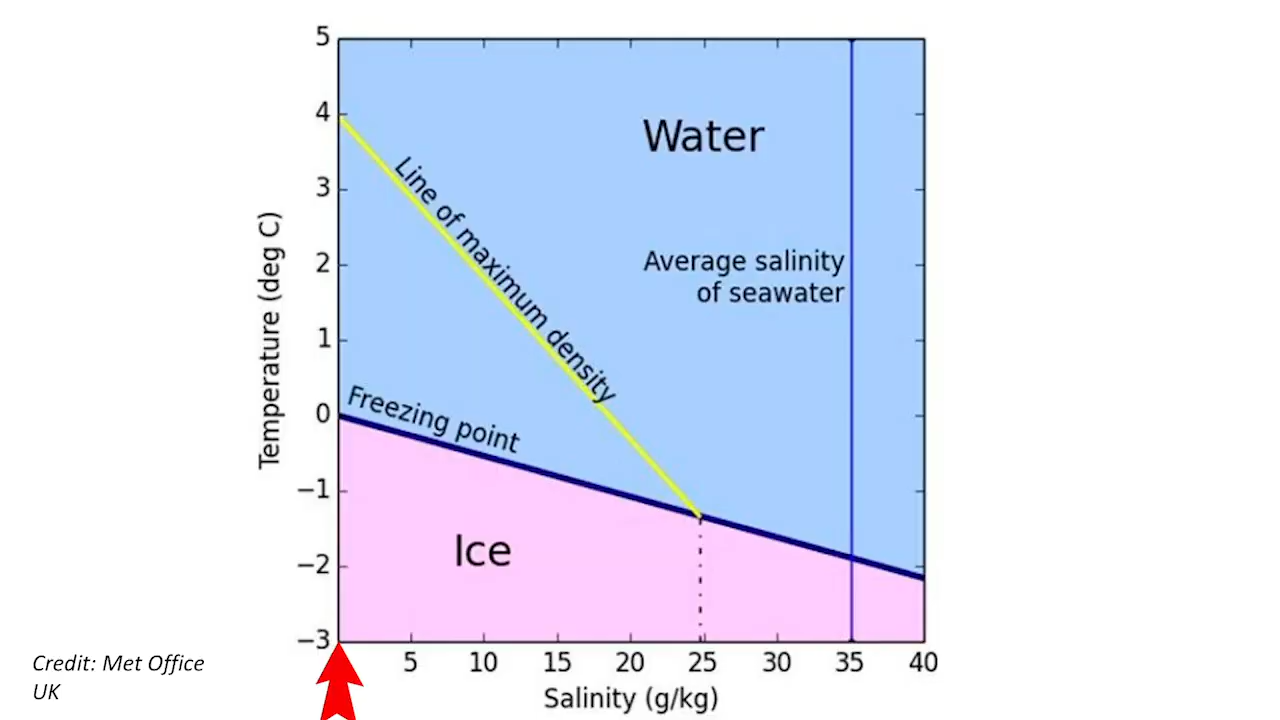 5
4
3
2
1
0
−1
−2
−3
Temperature (deg C)
Water
Line of maximum density
Average salinity
of seawater
Freezing point
Ice
5 10 15 20 25 30 35 40
Salinity (g/kg)
Credit: Met Office
UK